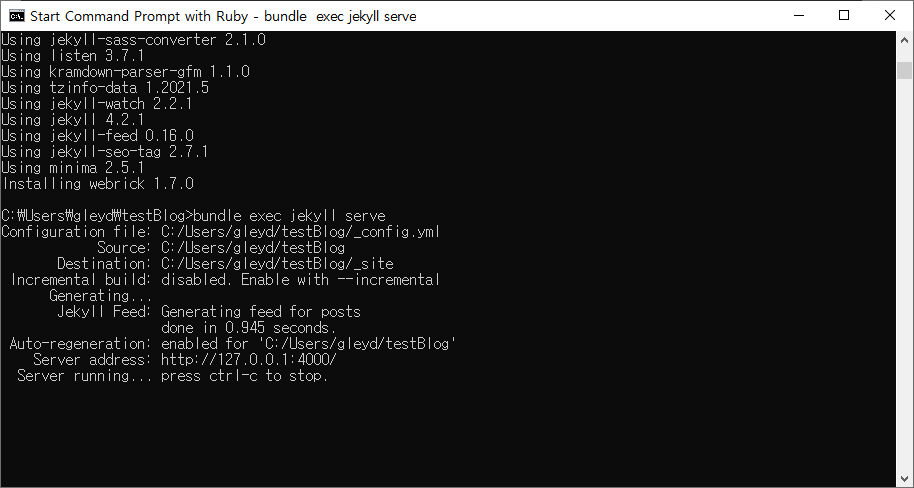 Start Command Prompt with Ruby - bundle  exec jekyll serve
Using jekyll-sass-converter 2.1.0
Using listen 3.7.1
Using kramdown-parser-gfm 1.1.0
Using tzinfo-data 1.2021.5
Using jekyll-watch 2.2.1
Using jekyll 4.2.1
Using jekyll-feed 0.16.0
Using jekyll-seo-tag 2.7.1
Using minima 2.5.1
Installing webrick 1.7.0
C:₩Users₩gleyd₩testBlog>bundle exec jekyll serve
Configuration file: C:/Users/gleyd/testBlog/_config.yml
Source: C:/Users/gleyd/testBlog
Destination: C:/Users/gleyd/testBlog/_site
Incremental build: disabled. Enable with --incremental
Generating...
Jekyll Feed: Generating feed for posts
done in 0.945 seconds.
Auto-regeneration: enabled for 'C:/Users/gleyd/testBlog'
Server address: http://127.0.0.1:4000/
Server running... press ctrl-c to stop.